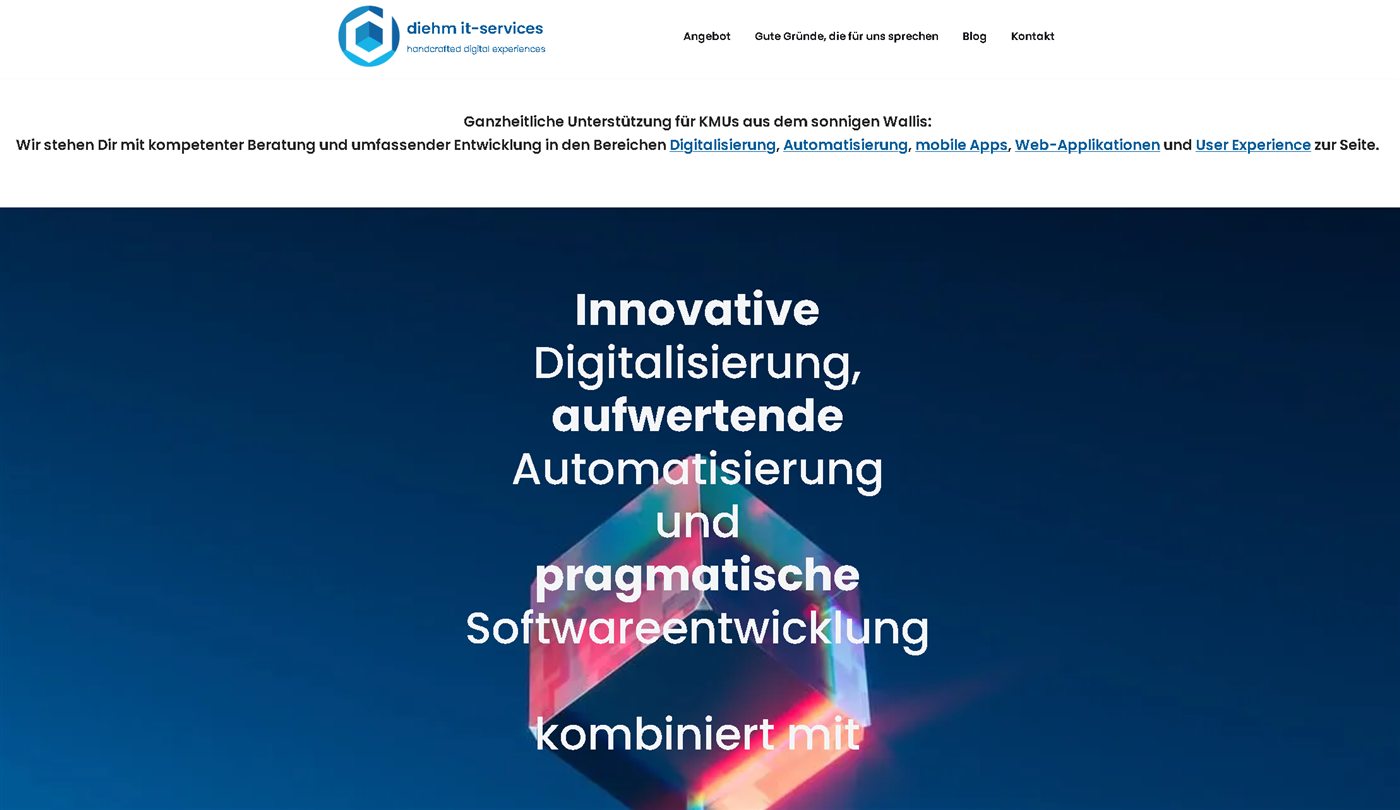 diehm it-services
handcrafted digital experiences
Angebot Gute Gründe, die für uns sprechen Blog Kontakt
Ganzheitliche Unterstützung für KMUs aus dem sonnigen Wallis:
Wir stehen Dir mit kompetenter Beratung und umfassender Entwicklung in den Bereichen Digitalisierung, Automatisierung, mobile Apps, Web-Applikationen und User Experience zur Seite.
Innovative
Digitalisierung,
aufwertende
Automatisierung
und
pragmatische
Softwareentwicklung
kombiniert mit